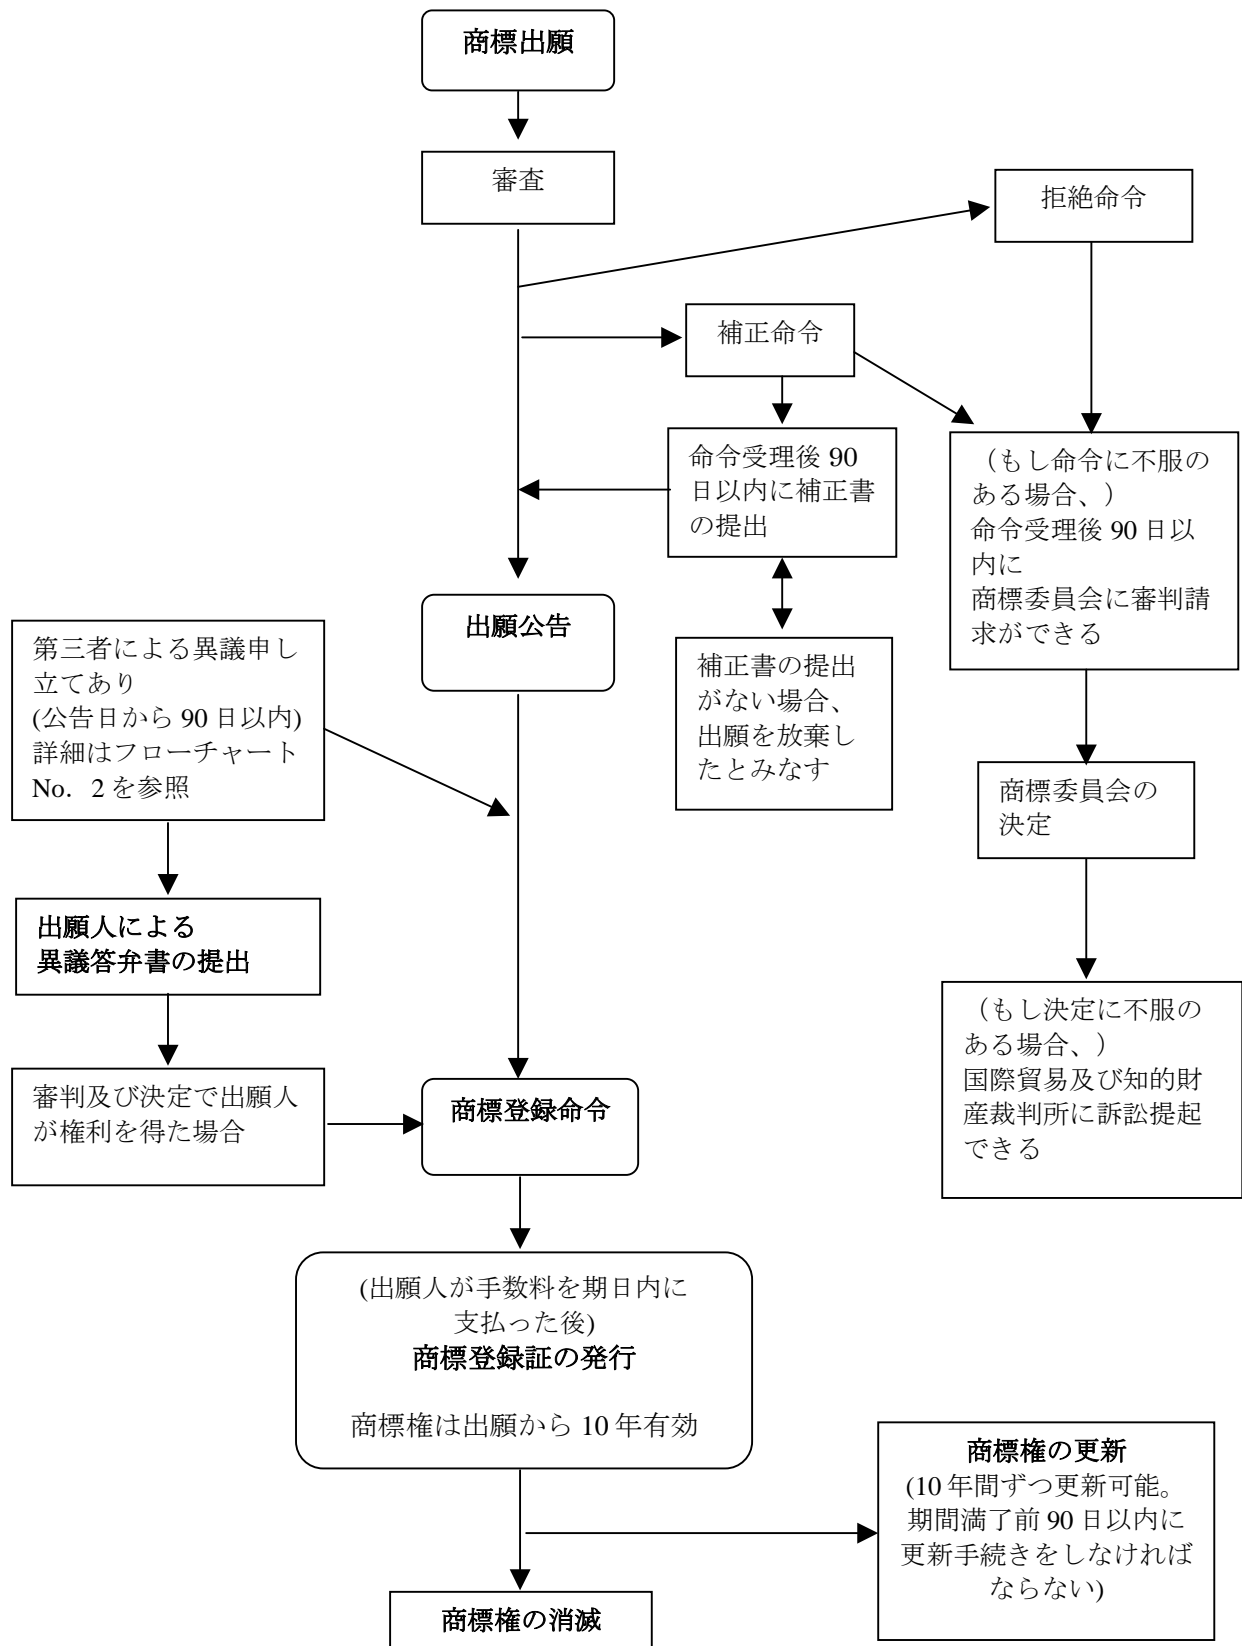 商標出願
審査
拒絶命令
補正命令
命令受理後 90
日以内に補正書
の提出
（もし命令に不服の
ある場合、）
命令受理後 90 日以
内に
商標委員会に審判請
求ができる
出願公告
第三者による異議申し
立てあり
(公告日から 90 日以内)
詳細はフローチャート
No. 2 を参照
補正書の提出
がない場合、
出願を放棄し
たとみなす
商標委員会の
決定
出願人による
異議答弁書の提出
（もし決定に不服の
ある場合、）
国際貿易及び知的財
産裁判所に訴訟提起
できる
審判及び決定で出願人
が権利を得た場合
商標登録命令
(出願人が手数料を期日内に
支払った後)
商標登録証の発行
商標権は出願から 10 年有効
商標権の更新
(10 年間ずつ更新可能。
期間満了前 90 日以内に
更新手続きをしなければ
ならない)
商標権の消滅